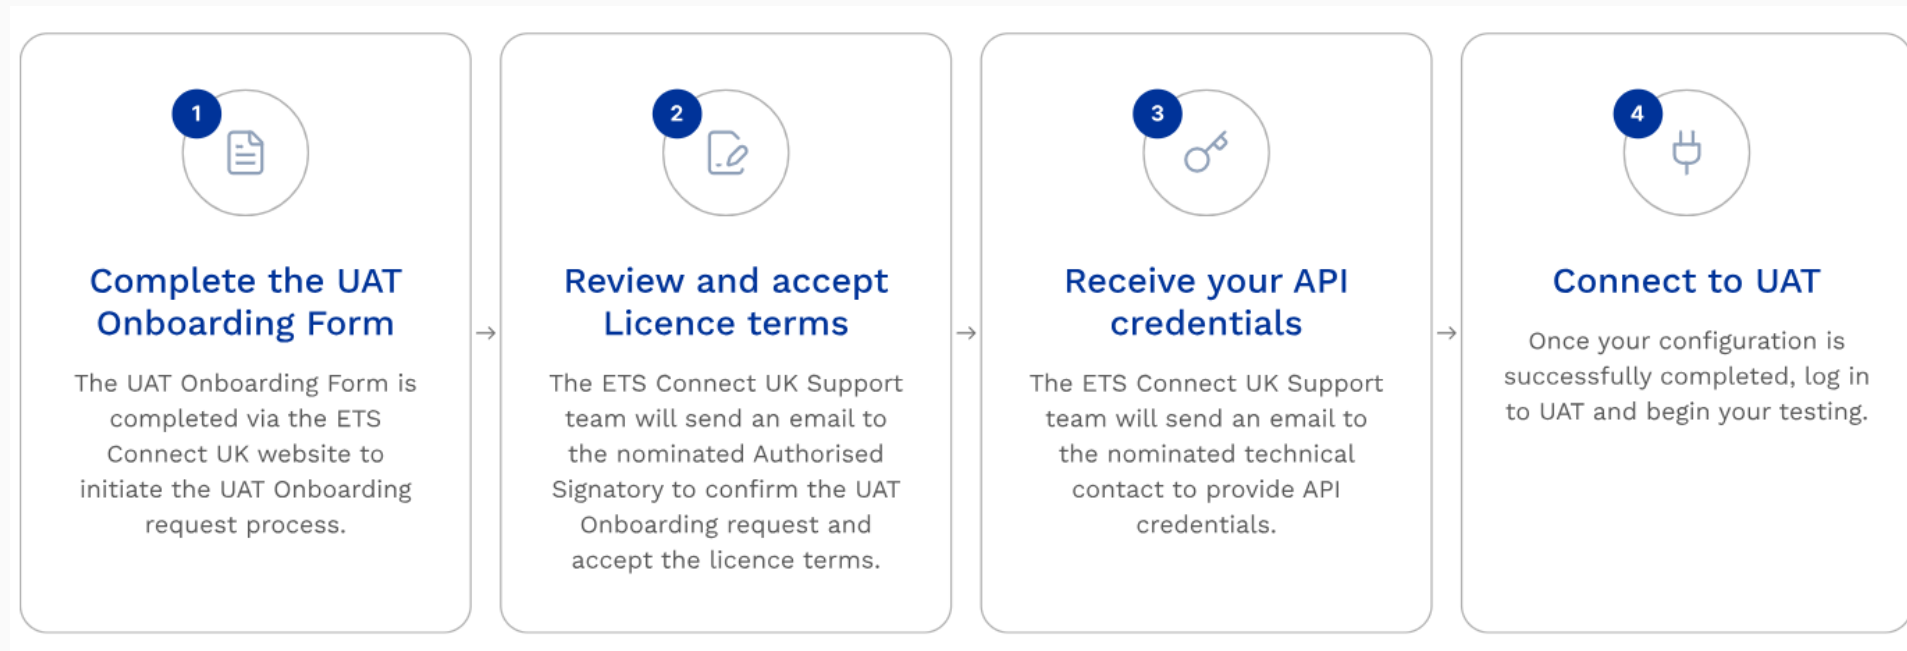 1
Complete the UAT
Onboarding Form
The UAT Onboarding Form is
completed via the ETS
Connect UK website to
initiate the UAT Onboarding
request process.
→
2
Review and accept
Licence terms
The ETS Connect UK Support
team will send an email to
the nominated Authorised
Signatory to confirm the UAT
Onboarding request and
accept the licence terms.
→
3
Receive your API
credentials
The ETS Connect UK Support
team will send an email to
the nominated technical
contact to provide API
credentials.
→
4
Connect to UAT
Once your configuration is
successfully completed, log in
to UAT and begin your testing.